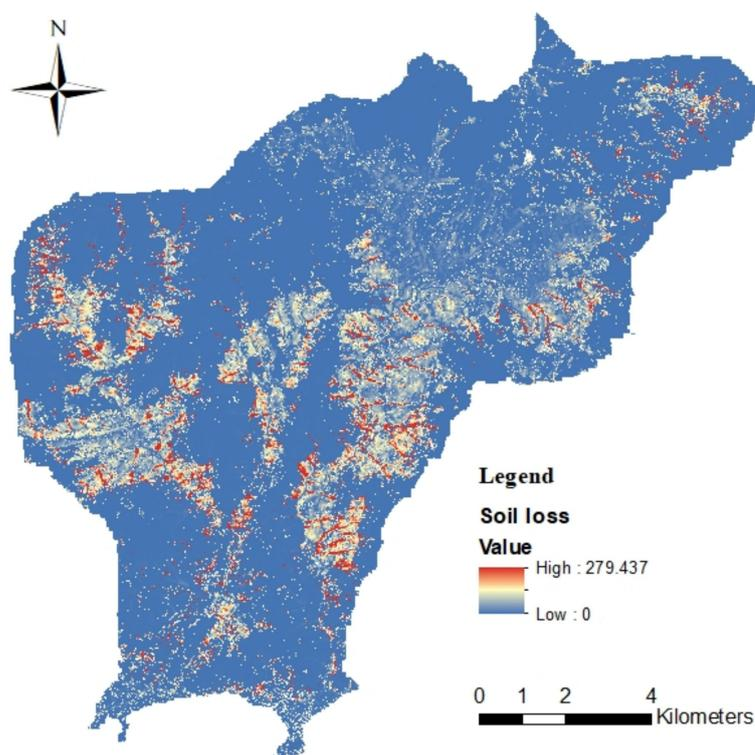 N
Legend
Soil loss
Value
High : 279.437
Low : 0
0 1 2 4
Kilometers